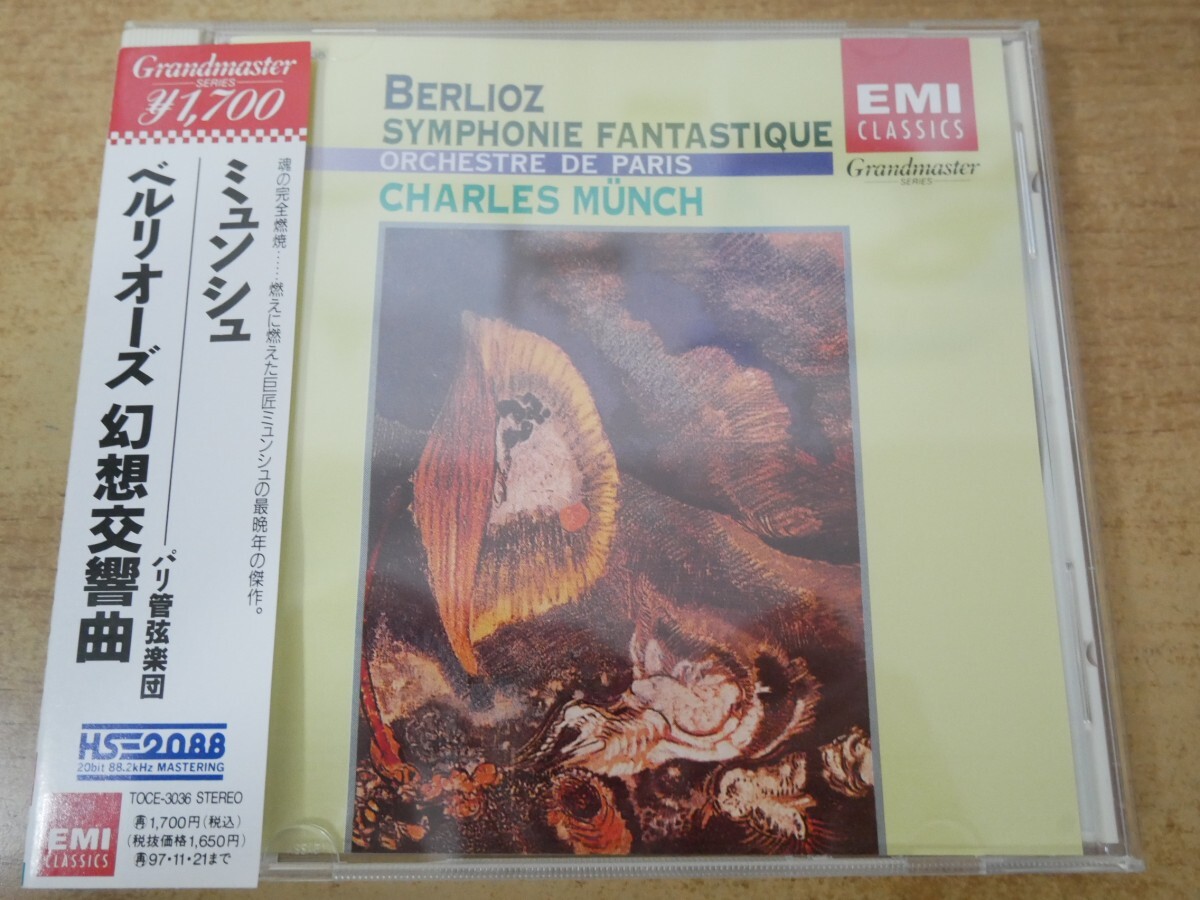 Grandmaster
SERIES
¥1,700
魂の完全燃焼……燃えに燃えた巨匠ミュンシュの最晩年の傑作。
ミュンシュ
パリ管弦楽団
ベルリオーズ 幻想交響曲
HS-2088
20bit 88.2kHz MASTERING
TOCE-3036 STEREO
再1,700円(税込)
(税抜価格1,650円)
再97・11・21まで
EMI
CLASSICS
BERLIOZ
SYMPHONIE FANTASTIQUE
ORCHESTRE DE PARIS
CHARLES MÜNCH
EMI
CLASSICS
Grandmaster
SERIES